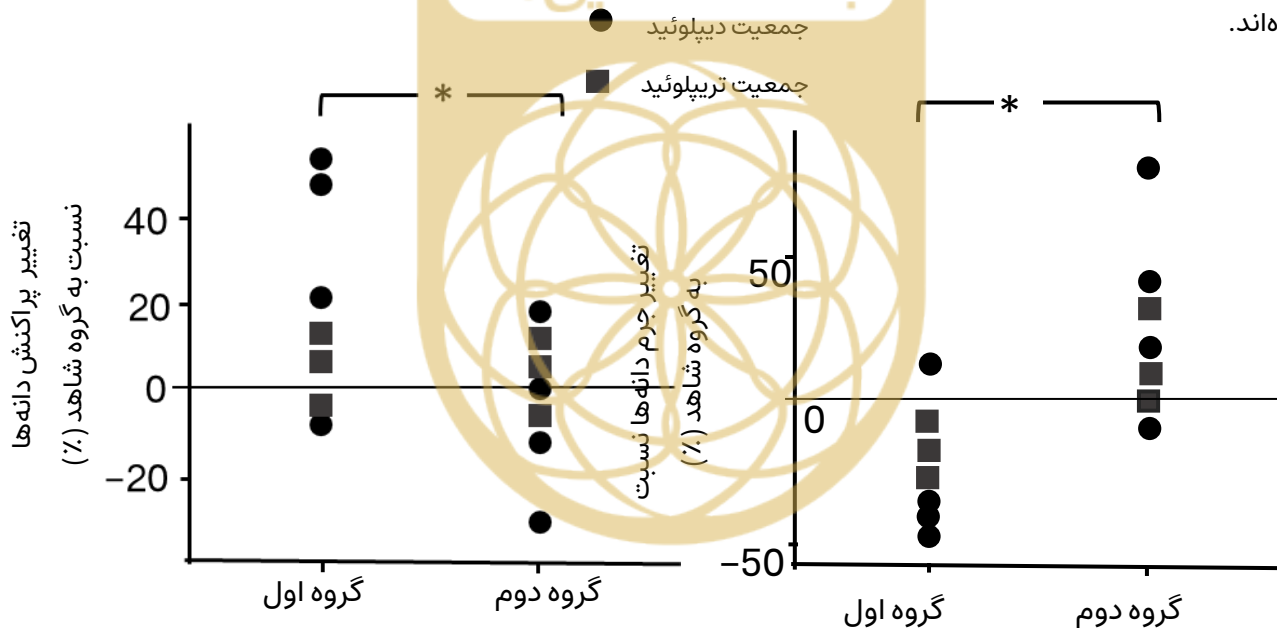 ه‌اند.
جمعیت دیپلوئید
جمعیت تریپلوئید
*
*
تغییر پراکنش دانه‌ها
نسبت به گروه شاهد (٪)
40
20
0
−20
گروه اول
گروه دوم
تغییر جرم دانه‌ها نسبت
به گروه شاهد (٪)
50
0
−50
گروه اول
گروه دوم